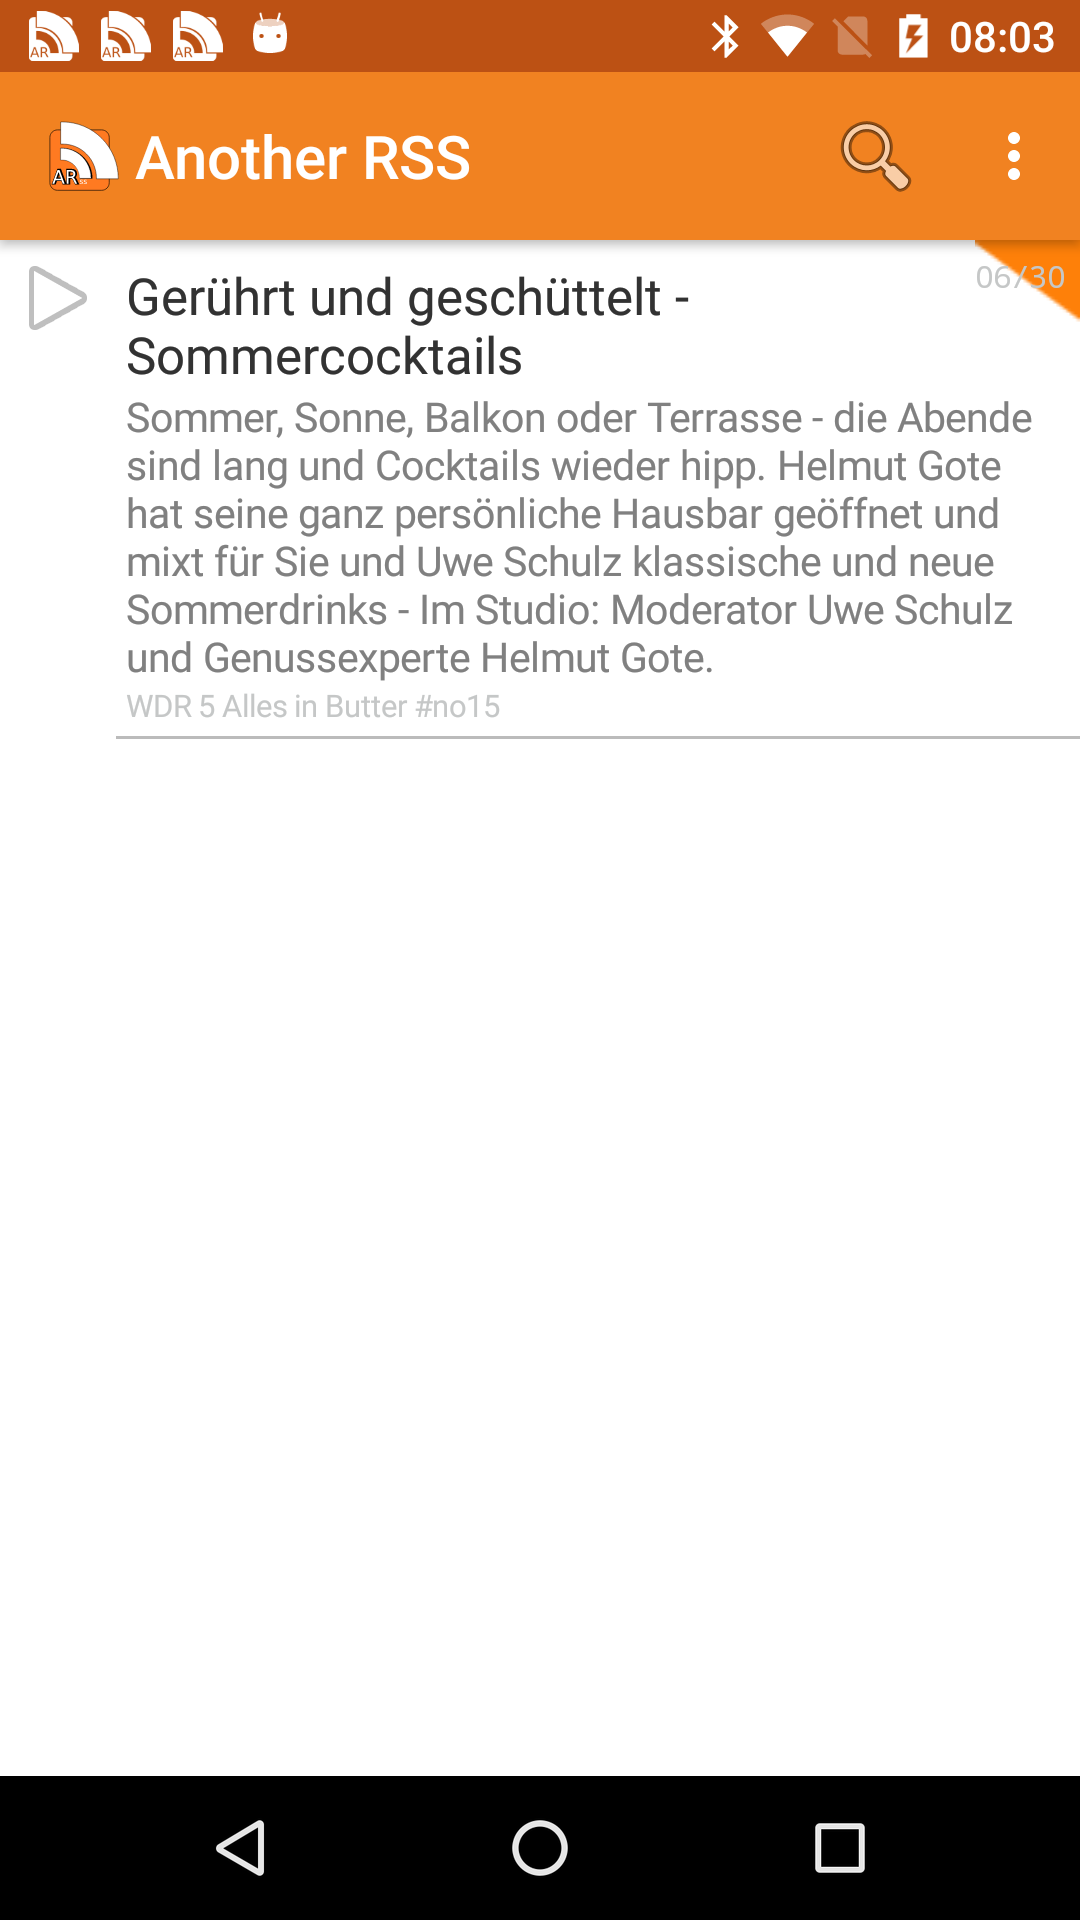 AR AR AR 08:03
AR Another RSS
06/30
Gerührt und geschüttelt -
Sommercocktails
Sommer, Sonne, Balkon oder Terrasse - die Abende
sind lang und Cocktails wieder hipp. Helmut Gote
hat seine ganz persönliche Hausbar geöffnet und
mixt für Sie und Uwe Schulz klassische und neue
Sommerdrinks - Im Studio: Moderator Uwe Schulz
und Genussexperte Helmut Gote.
WDR 5 Alles in Butter #no15